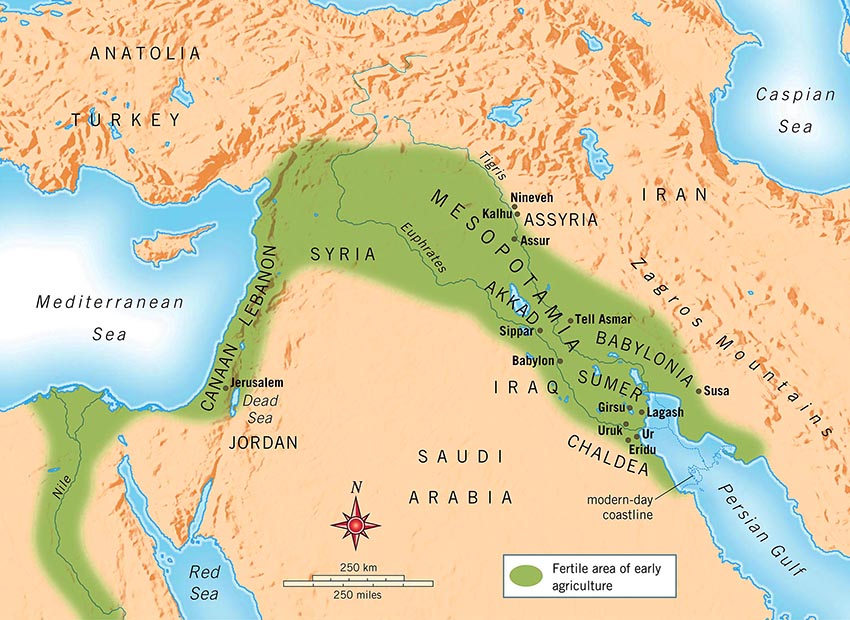 ANATOLIA
TURKEY
Caspian
Sea
Tigris
IRAN
Nineveh
Kalhu
ASSYRIA
MESOPOTAMIA
Assur
Euphrates
SYRIA
LEBANON
Zagros Mountains
Mediterranean
Sea
AKKAD
Tell Asmar
Sippar
BABYLONIA
CANAAN
Babylon
SUMER
Jerusalem
IRAQ
Susa
Dead
Sea
Girsu
Lagash
Uruk
Ur
JORDAN
Eridu
CHALDEA
SAUDI
ARABIA
Nile
N
modern-day
coastline
Persian Gulf
Red
Sea
250 km
250 miles
Fertile area of early
agriculture